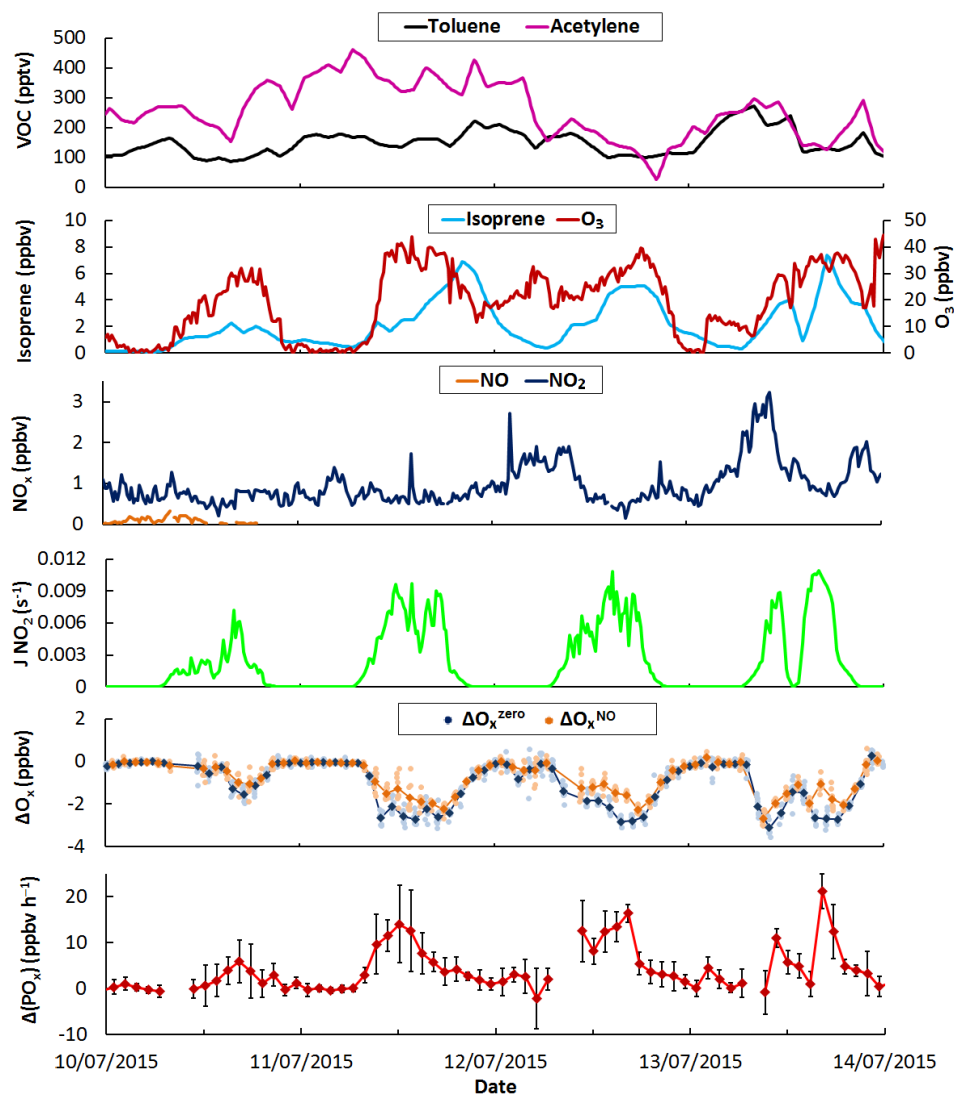 Toluene Acetylene
VOC (pptv)
500
400
300
200
100
0
Isoprene O₃
Isoprene (ppbv)
10
8
6
4
2
0
50
40
30
20
10
0
O₃ (ppbv)
NO NO₂
NOₓ (ppbv)
3
2
1
0
J NO₂ (s⁻¹)
0.012
0.009
0.006
0.003
0
ΔOₓᶻᵉʳᵒ ΔOₓᴺᴼ
ΔOₓ (ppbv)
2
0
-2
-4
Δ(POₓ) (ppbv h⁻¹)
20
10
0
-10
10/07/2015 11/07/2015 12/07/2015 13/07/2015 14/07/2015
Date